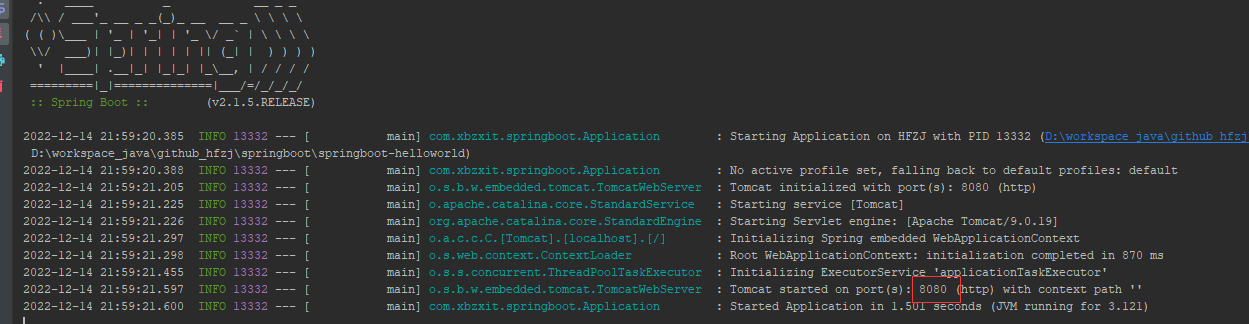 .   ____          _            __ _ _
 /\\ / ___'_ __ _ _(_)_ __  __ _ \ \ \ \
( ( )\___ | '_ | '_| | '_ \/ _` | \ \ \ \
 \\/  ___)| |_)| | | | | || (_| |  ) ) ) )
  '  |____| .__|_| |_|_| |_\__, | / / / /
 =========|_|==============|___/=/_/_/_/
 :: Spring Boot ::        (v2.1.5.RELEASE)
2022-12-14 21:59:20.385  INFO 13332 --- [           main] com.xbzxit.springboot.Application        : Starting Application on HFZJ with PID 13332 (D:\workspace_java\github_hfzj
 D:\workspace_java\github_hfzj\springboot\springboot-helloworld)
2022-12-14 21:59:20.388  INFO 13332 --- [           main] com.xbzxit.springboot.Application        : No active profile set, falling back to default profiles: default
2022-12-14 21:59:21.205  INFO 13332 --- [           main] o.s.b.w.embedded.tomcat.TomcatWebServer  : Tomcat initialized with port(s): 8080 (http)
2022-12-14 21:59:21.225  INFO 13332 --- [           main] o.apache.catalina.core.StandardService   : Starting service [Tomcat]
2022-12-14 21:59:21.226  INFO 13332 --- [           main] org.apache.catalina.core.StandardEngine  : Starting Servlet engine: [Apache Tomcat/9.0.19]
2022-12-14 21:59:21.297  INFO 13332 --- [           main] o.a.c.c.C.[Tomcat].[localhost].[/]       : Initializing Spring embedded WebApplicationContext
2022-12-14 21:59:21.298  INFO 13332 --- [           main] o.s.web.context.ContextLoader            : Root WebApplicationContext: initialization completed in 870 ms
2022-12-14 21:59:21.455  INFO 13332 --- [           main] o.s.s.concurrent.ThreadPoolTaskExecutor  : Initializing ExecutorService 'applicationTaskExecutor'
2022-12-14 21:59:21.597  INFO 13332 --- [           main] o.s.b.w.embedded.tomcat.TomcatWebServer  : Tomcat started on port(s): 8080 (http) with context path ''
2022-12-14 21:59:21.600  INFO 13332 --- [           main] com.xbzxit.springboot.Application        : Started Application in 1.501 seconds (JVM running for 3.121)